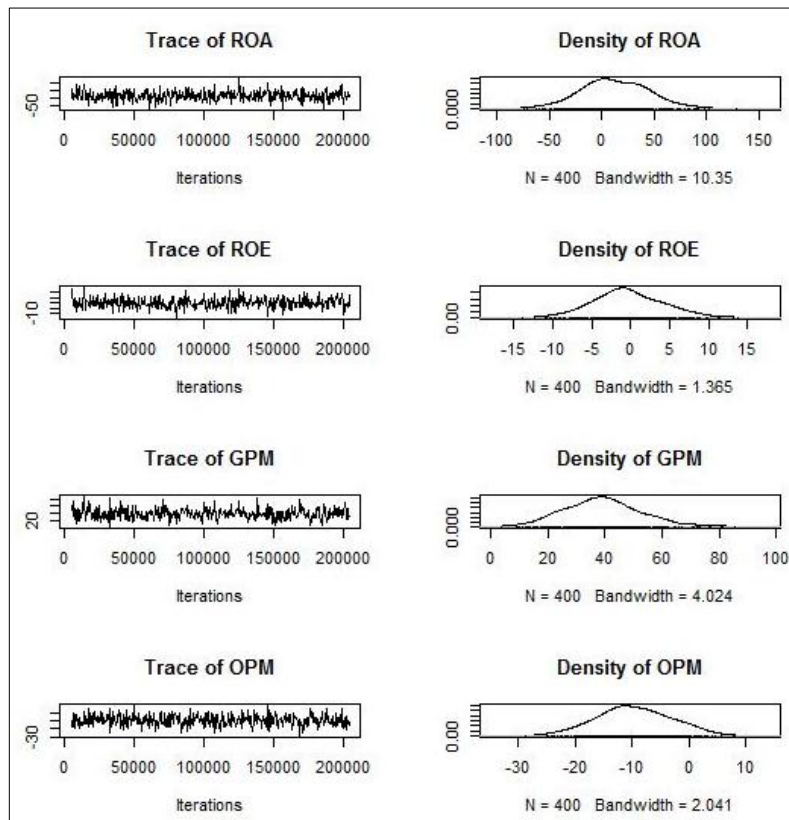 Trace of ROA
-50
0 50000 100000 150000 200000
Iterations
Density of ROA
0.000
-100 -50 0 50 100 150
N = 400 Bandwidth = 10.35
Trace of ROE
-10
0 50000 100000 150000 200000
Iterations
Density of ROE
0.00
-15 -10 -5 0 5 10 15
N = 400 Bandwidth = 1.365
Trace of GPM
20
0 50000 100000 150000 200000
Iterations
Density of GPM
0.000
0 20 40 60 80 100
N = 400 Bandwidth = 4.024
Trace of OPM
-30
0 50000 100000 150000 200000
Iterations
Density of OPM
0.00
-30 -20 -10 0 10
N = 400 Bandwidth = 2.041